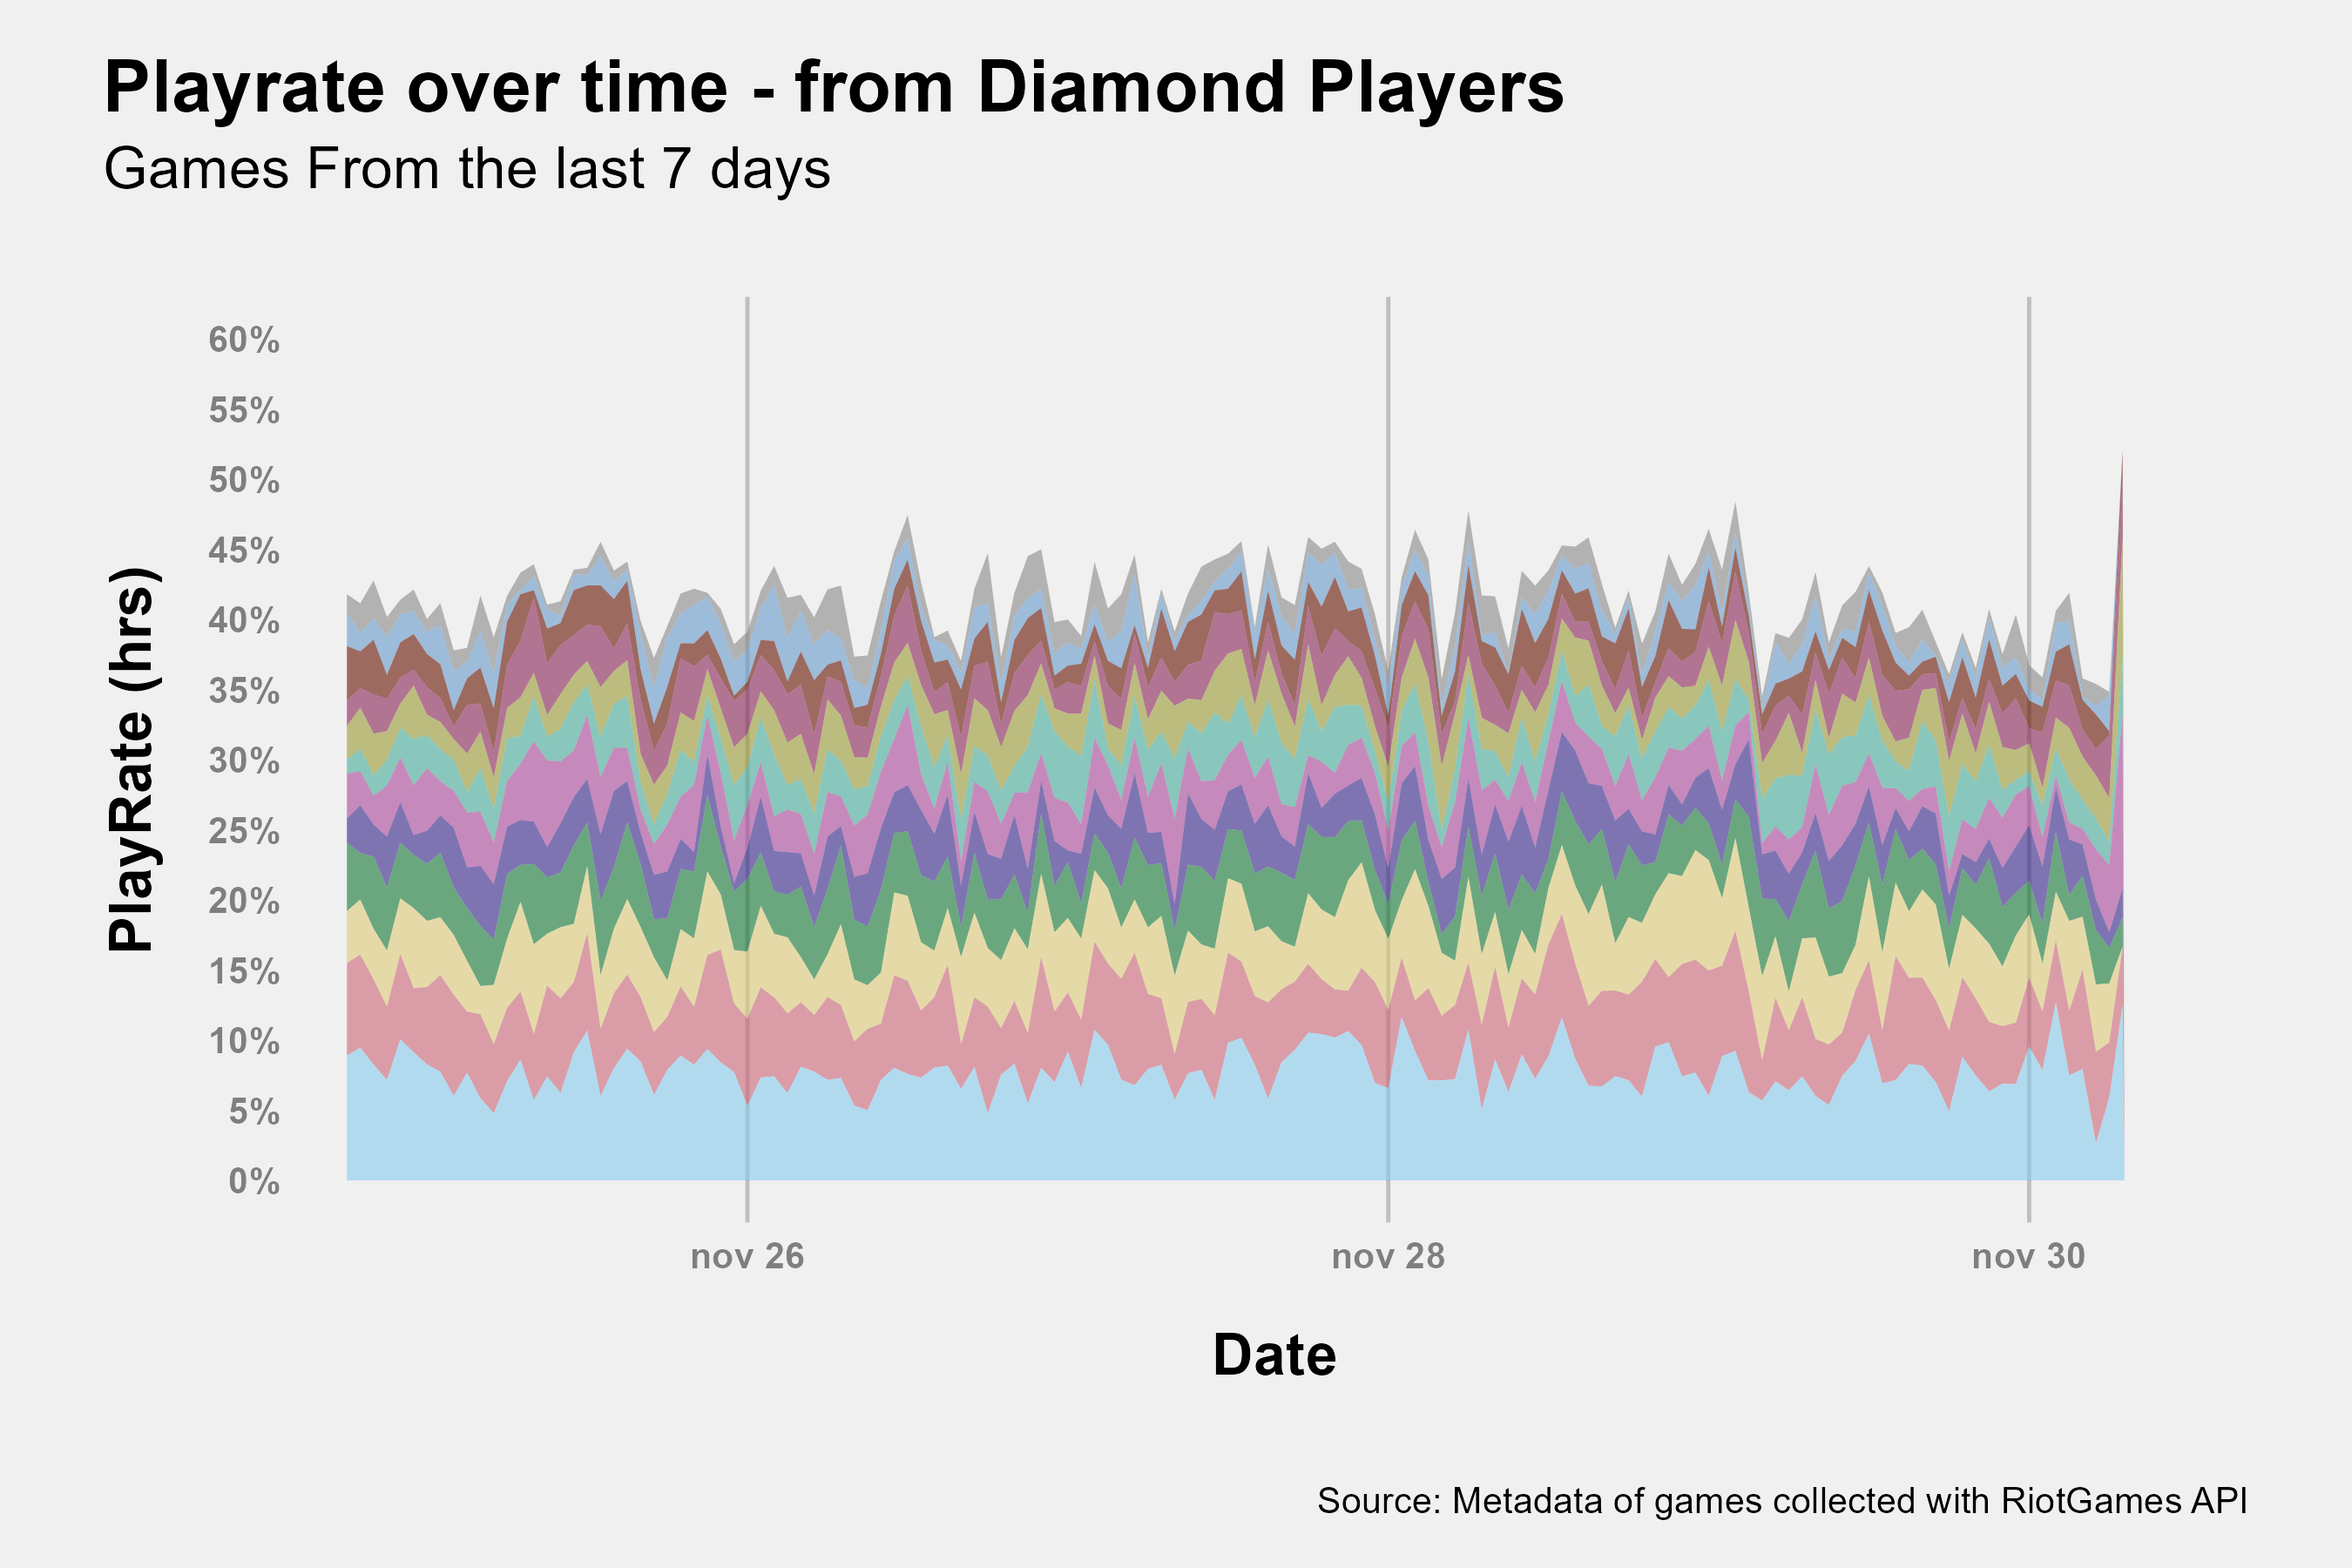 Playrate over time - from Diamond Players
Games From the last 7 days
60%
55%
50%
45%
40%
35%
30%
25%
20%
15%
10%
5%
0%
PlayRate (hrs)
nov 26
nov 28
nov 30
Date
Source: Metadata of games collected with RiotGames API